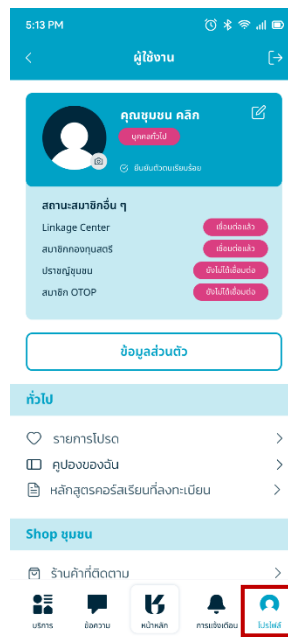 5:13 PM
ผู้ใช้งาน
คุณชุมชน คลิก
บุคคลทั่วไป
ยืนยันตัวตนเรียบร้อย
สถานะสมาชิกอื่น ๆ
Linkage Center เชื่อมต่อแล้ว
สมาชิกกองทุนสตรี เชื่อมต่อแล้ว
ปราชญ์ชุมชน ยังไม่ได้เชื่อมต่อ
สมาชิก OTOP ยังไม่ได้เชื่อมต่อ
ข้อมูลส่วนตัว
ทั่วไป
รายการโปรด
คูปองของฉัน
หลักสูตรคอร์สเรียนที่ลงทะเบียน
Shop ชุมชน
ร้านค้าที่ติดตาม
บริการ ข้อความ หน้าหลัก การแจ้งเตือน โปรไฟล์